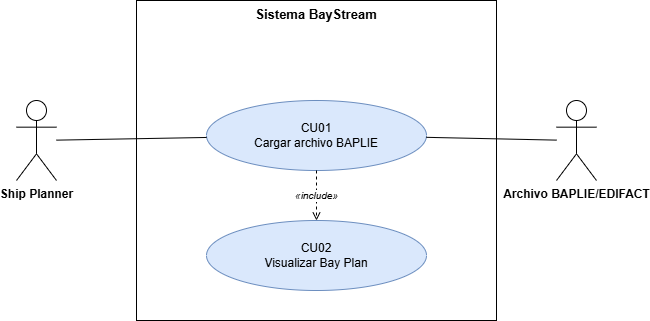 Sistema BayStream
CU01
Cargar archivo BAPLIE
Ship Planner
Archivo BAPLIE/EDIFACT
«include»
CU02
Visualizar Bay Plan